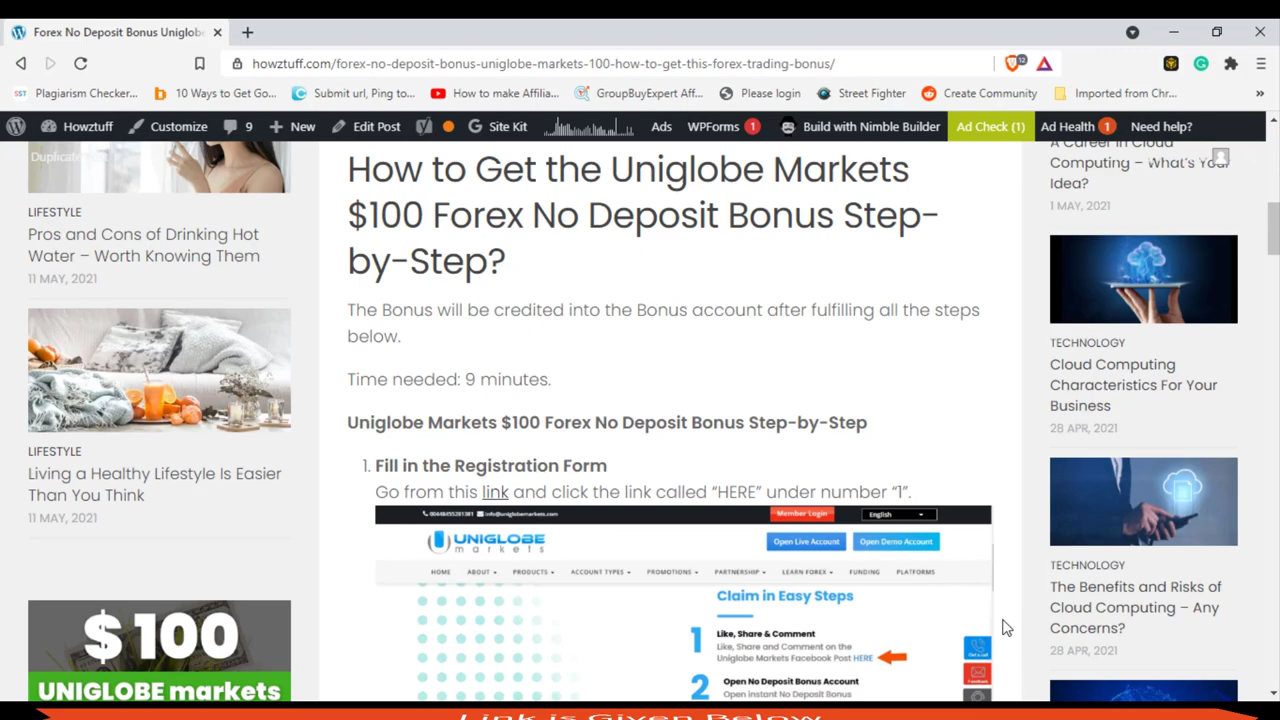 Forex No Deposit Bonus Uniglob
howztuff.com/forex-no-deposit-bonus-uniglobe-markets-100-how-to-get-this-forex-trading-bonus/
12
Plagiarism Checker...
10 Ways to Get Go...
Submit url, Ping to...
How to make Affilia...
GroupBuyExpert Aff...
Please login
Street Fighter
Create Community
Imported from Chr...
Howztuff
Customize
9
New
Edit Post
Site Kit
Ads
WPForms 1
Build with Nimble Builder
Ad Check (1)
Ad Health 1
Need help?
Duplicate
LIFESTYLE
Pros and Cons of Drinking Hot
Water – Worth Knowing Them
11 MAY, 2021
LIFESTYLE
Living a Healthy Lifestyle Is Easier
Than You Think
11 MAY, 2021
$ 100
UNIGLOBE markets
How to Get the Uniglobe Markets
$100 Forex No Deposit Bonus Step-
by-Step?
The Bonus will be credited into the Bonus account after fulfilling all the steps
below.
Time needed: 9 minutes.
Uniglobe Markets $100 Forex No Deposit Bonus Step-by-Step
1. Fill in the Registration Form
Go from this link and click the link called “HERE” under number “1”.
info@uniglobemarkets.com
Member Login
English
UNIGLOBE
markets
Open Live Account
Open Demo Account
HOME
ABOUT
PRODUCTS
ACCOUNT TYPES
PROMOTIONS
PARTNERSHIP
LEARN FOREX
FUNDING
PLATFORMS
Claim in Easy Steps
1
Like, Share & Comment
Like, Share and Comment on the
Uniglobe Markets Facebook Post HERE
2
Open No Deposit Bonus Account
Open instant No Deposit Bonus
A Career in Cloud
Computing – What's Your
Idea?
1 MAY, 2021
TECHNOLOGY
Cloud Computing
Characteristics For Your
Business
28 APR, 2021
TECHNOLOGY
The Benefits and Risks of
Cloud Computing – Any
Concerns?
28 APR, 2021
Link is Given Below